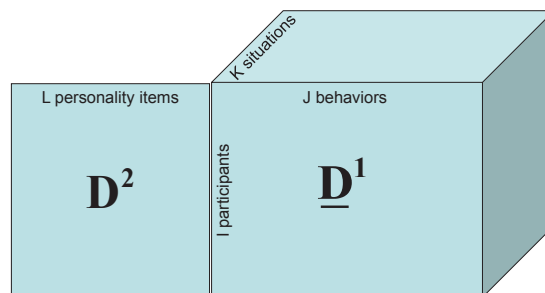 K situations
L personality items
J behaviors
I participants
D²
D¹